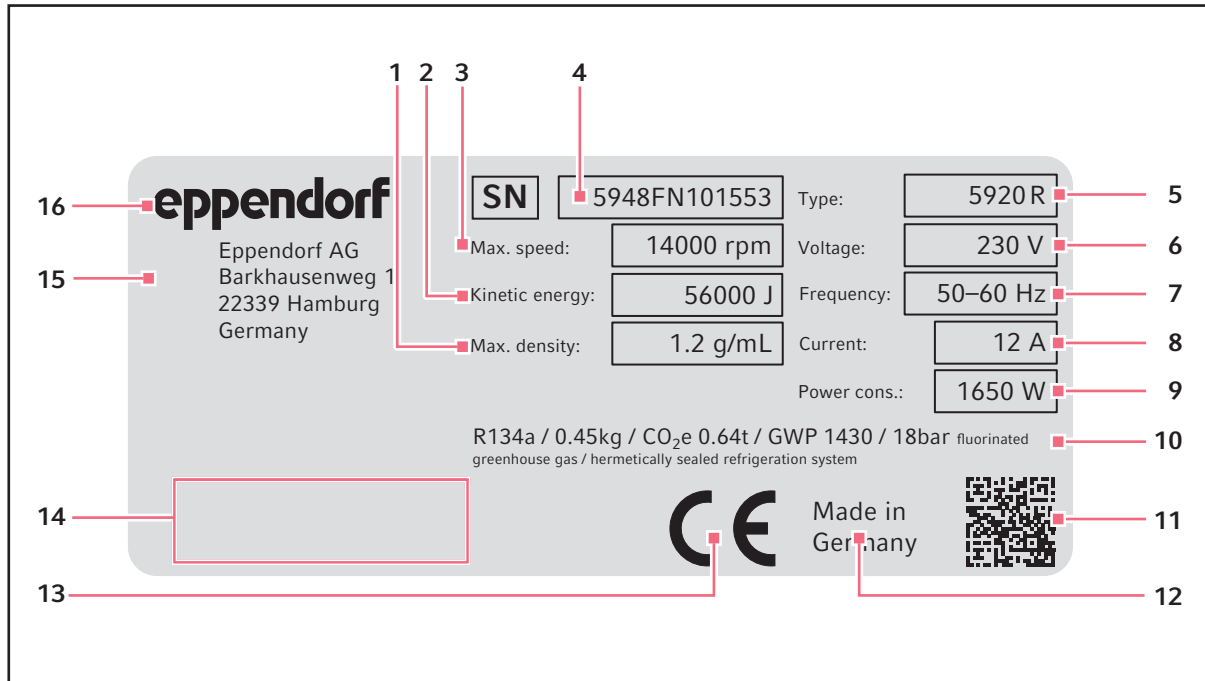 1 2 3 4
16 eppendorf SN 5948FN101553 Type: 5920 R 5
Eppendorf AG
Barkhausenweg 1
22339 Hamburg
Germany
15
Max. speed: 14000 rpm Voltage: 230 V 6
Kinetic energy: 56000 J Frequency: 50–60 Hz 7
Max. density: 1.2 g/mL Current: 12 A 8
Power cons.: 1650 W 9
R134a / 0.45kg / CO₂e 0.64t / GWP 1430 / 18bar fluorinated 10
greenhouse gas / hermetically sealed refrigeration system
14 CE Made in
Germany 11
13 12